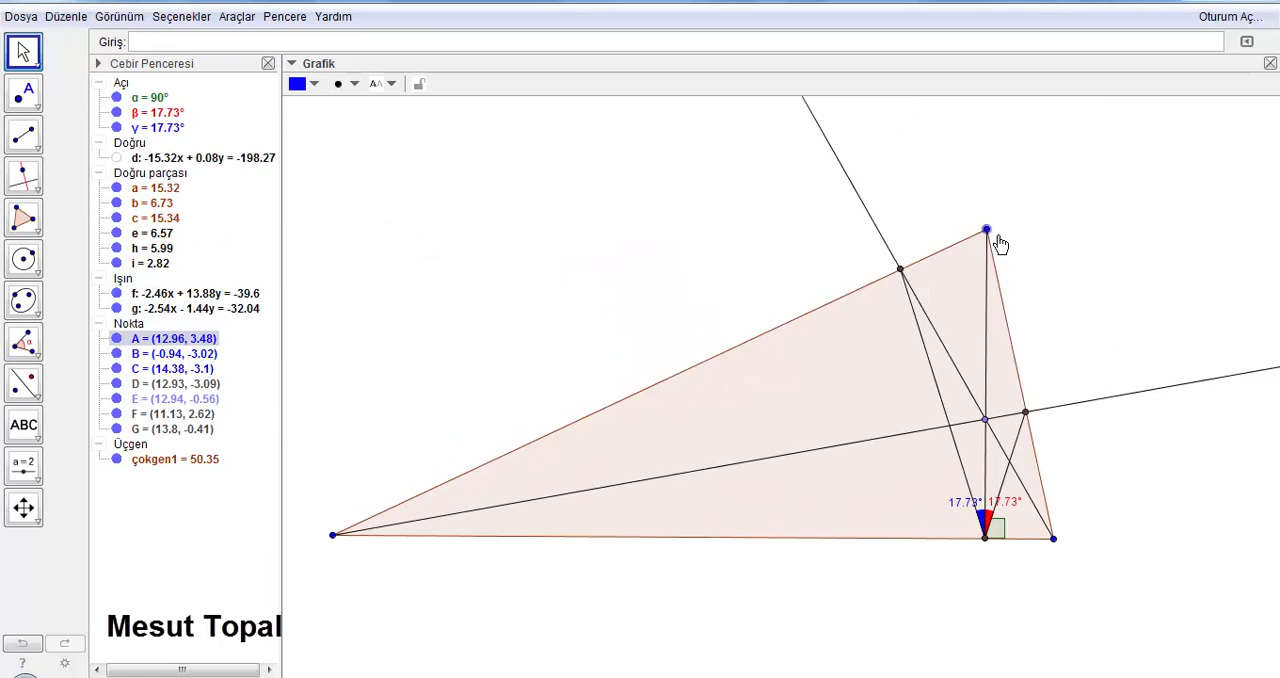 Dosya Düzenle Görünüm Seçenekler Araçlar Pencere Yardım Oturum Aç...
Giriş:
Cebir Penceresi
Grafik
A
AA
Açı
α = 90°
β = 17.73°
γ = 17.73°
Doğru
d: -15.32x + 0.08y = -198.27
Doğru parçası
a = 15.32
b = 6.73
c = 15.34
e = 6.57
h = 5.99
i = 2.82
Işın
f: -2.46x + 13.88y = -39.6
g: -2.54x - 1.44y = -32.04
Nokta
A = (12.96, 3.48)
B = (-0.94, -3.02)
C = (14.38, -3.1)
D = (12.93, -3.09)
E = (12.94, -0.56)
F = (11.13, 2.62)
G = (13.8, -0.41)
Üçgen
çokgen1 = 50.35
α
ABC
a=2
17.73° 17.73°
Mesut Topal
?